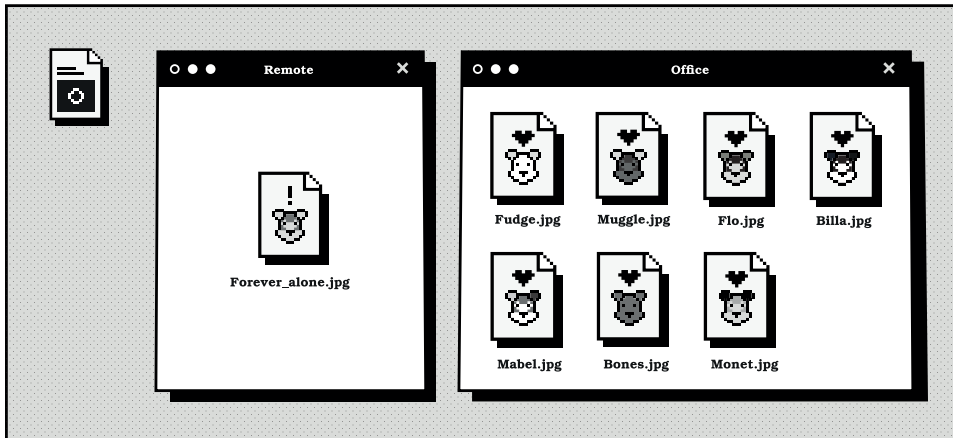 Remote
Office
Fudge.jpg
Muggle.jpg
Flo.jpg
Billa.jpg
Forever_alone.jpg
Mabel.jpg
Bones.jpg
Monet.jpg